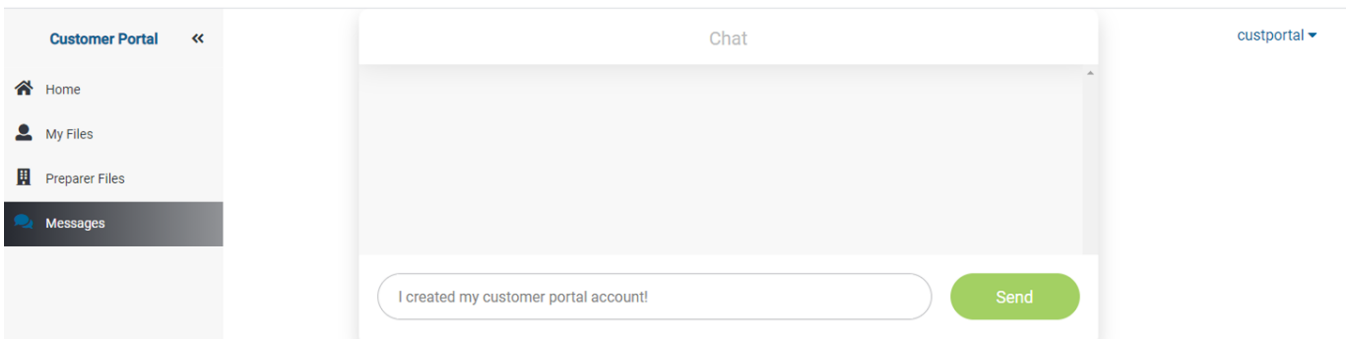 Customer Portal
Home
My Files
Preparer Files
Messages
Chat
I created my customer portal account!
Send
custportal